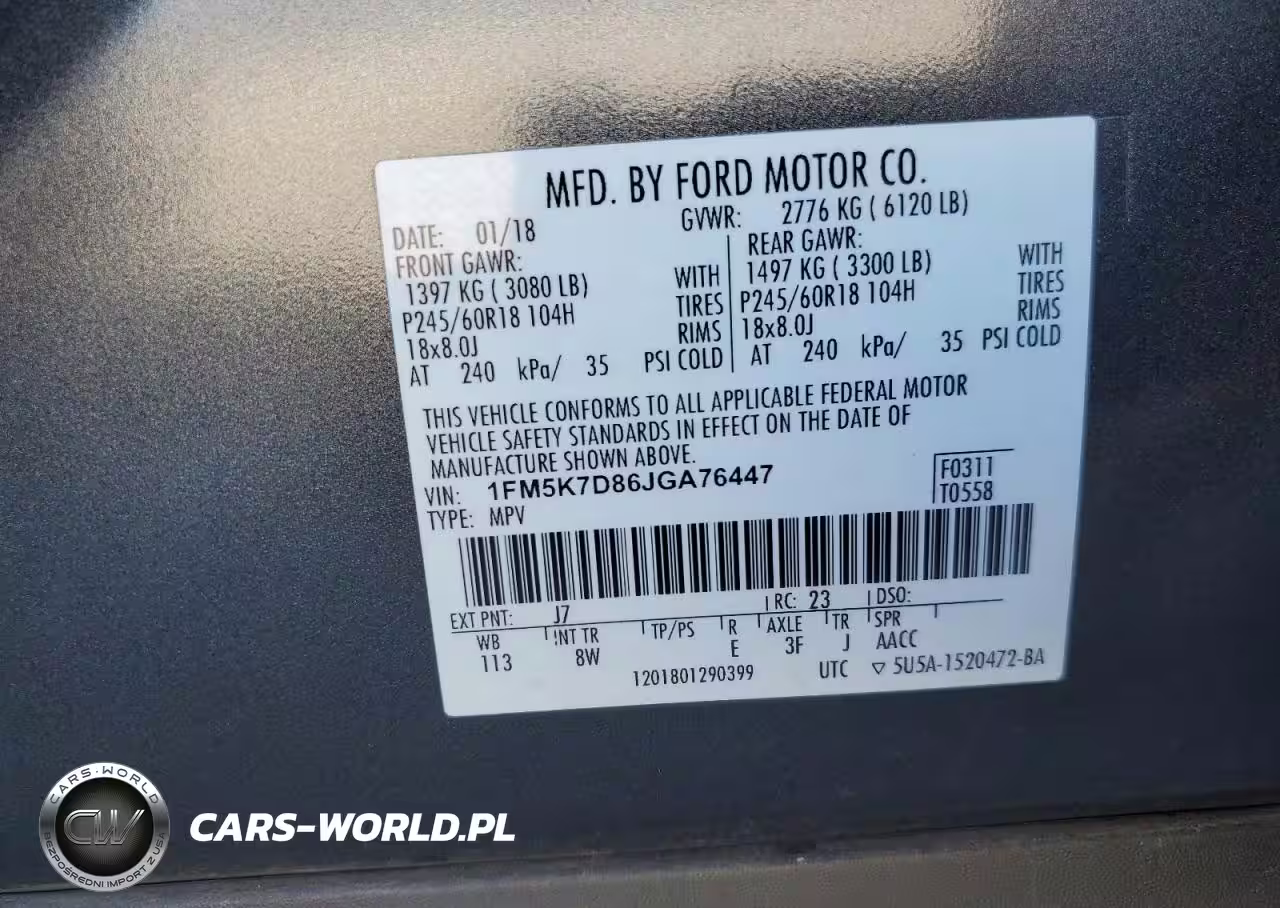 MFD. BY FORD MOTOR CO.
DATE: 01/18 GVWR: 2776 KG ( 6120 LB)
FRONT GAWR: REAR GAWR:
1397 KG ( 3080 LB) WITH 1497 KG ( 3300 LB) WITH
P245/60R18 104H TIRES P245/60R18 104H TIRES
18x8.0J RIMS 18x8.0J RIMS
AT 240 kPa/ 35 PSI COLD AT 240 kPa/ 35 PSI COLD
THIS VEHICLE CONFORMS TO ALL APPLICABLE FEDERAL MOTOR
VEHICLE SAFETY STANDARDS IN EFFECT ON THE DATE OF
MANUFACTURE SHOWN ABOVE.
VIN: 1FM5K7D86JGA76447 F0311
TYPE: MPV T0558
EXT PNT: J7 RC: 23 DSO:
WB INT TR TP/PS R AXLE TR SPR
113 8W E 3F J AACC
1201801290399 UTC ▽ 5U5A-1520472-BA
CARS-WORLD
CW
BEZPOŚREDNI IMPORT Z USA
CARS-WORLD.PL